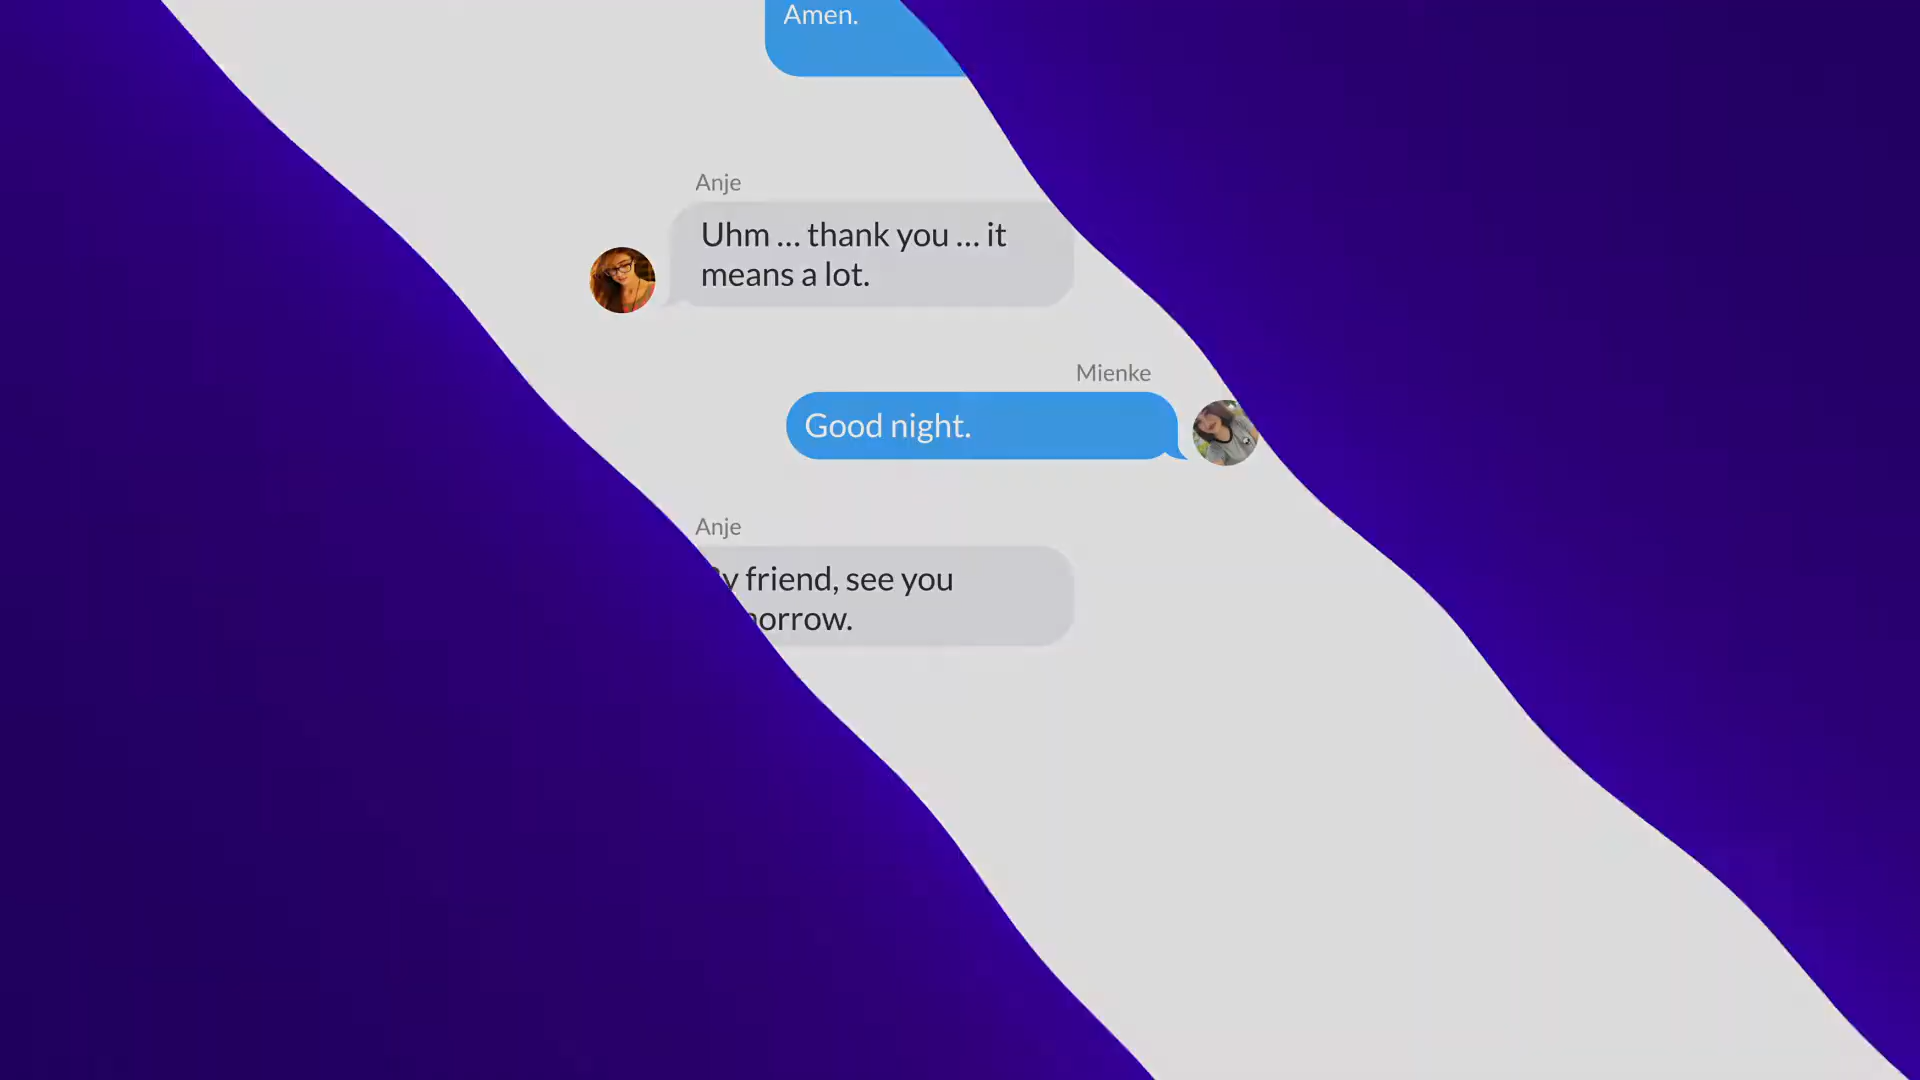 Amen.
Anje
Uhm ... thank you ... it
means a lot.
Mienke
Good night.
Anje
friend, see you